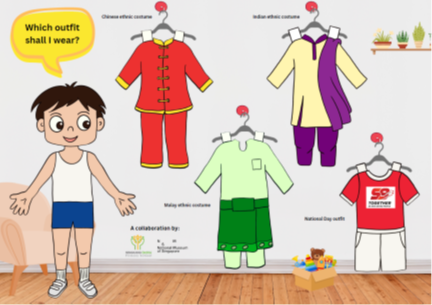 Which outfit
shall I wear?
Chinese ethnic costume
Indian ethnic costume
Malay ethnic costume
National Day outfit
TOGETHER
A collaboration by:
National Museum
of Singapore